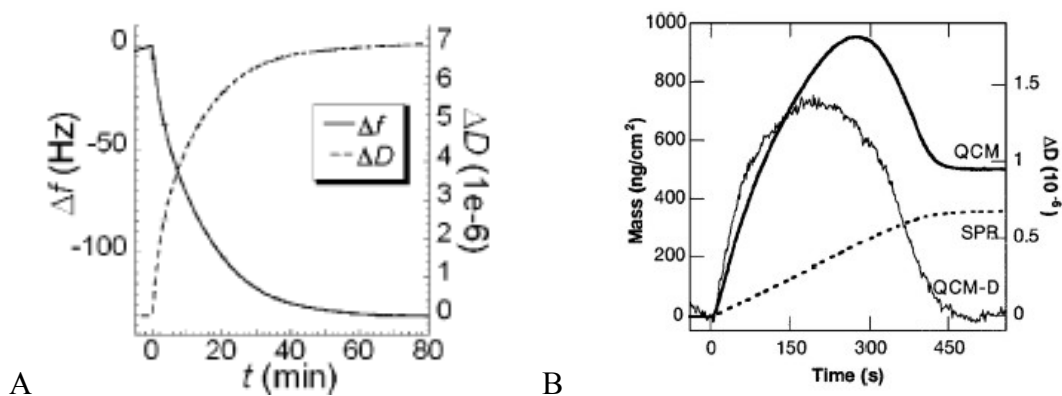 A
Δf (Hz)
0
-50
-100
Δf
ΔD
7
6
5
4
3
2
1
0
ΔD (1e-6)
0 20 40 60 80
t (min)
B
Mass (ng/cm²)
1000
800
600
400
200
0
QCM
SPR
QCM-D
1.5
1
0.5
0
ΔD (10⁻⁶)
0 150 300 450
Time (s)